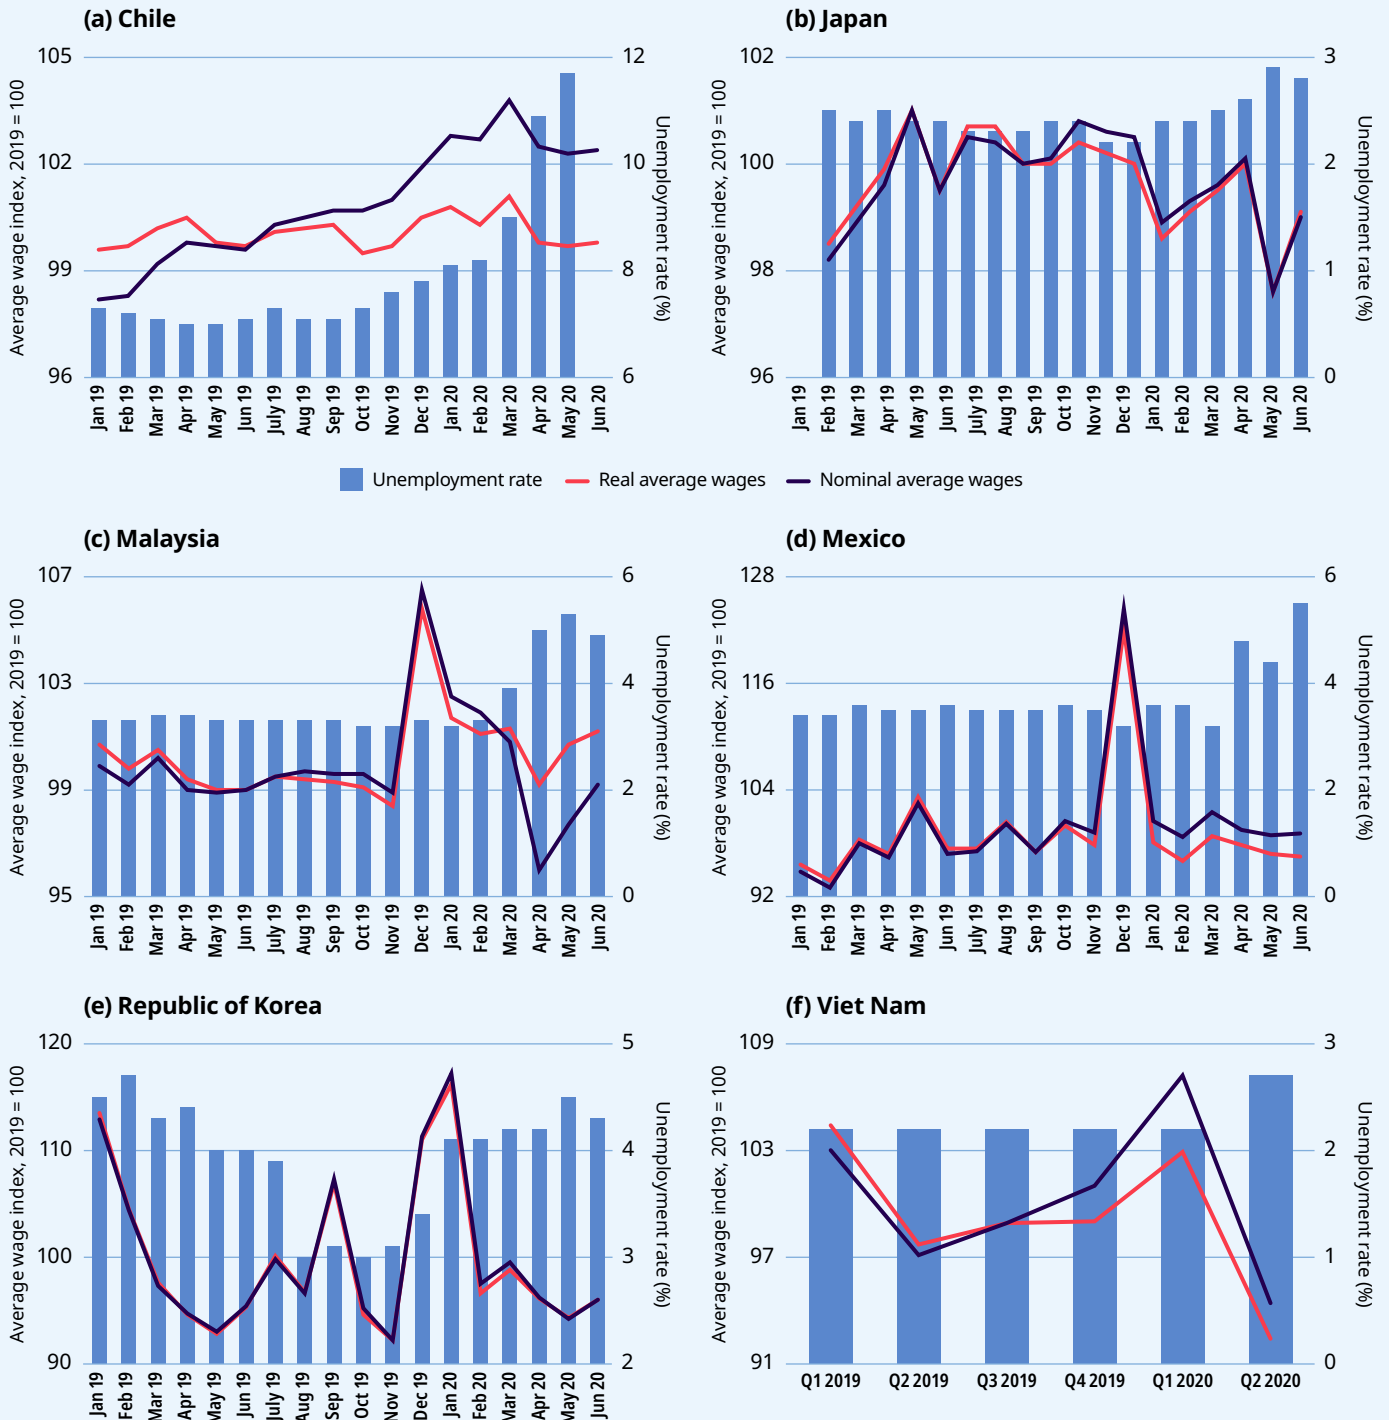 (a) Chile
105
102
99
96
12
10
8
6
Average wage index, 2019 = 100
Unemployment rate (%)
Jan 19
Feb 19
Mar 19
Apr 19
May 19
Jun 19
July 19
Aug 19
Sep 19
Oct 19
Nov 19
Dec 19
Jan 20
Feb 20
Mar 20
Apr 20
May 20
Jun 20
(b) Japan
102
100
98
96
3
2
1
0
Average wage index, 2019 = 100
Unemployment rate (%)
Jan 19
Feb 19
Mar 19
Apr 19
May 19
Jun 19
July 19
Aug 19
Sep 19
Oct 19
Nov 19
Dec 19
Jan 20
Feb 20
Mar 20
Apr 20
May 20
Jun 20
Unemployment rate
Real average wages
Nominal average wages
(c) Malaysia
107
103
99
95
6
4
2
0
Average wage index, 2019 = 100
Unemployment rate (%)
Jan 19
Feb 19
Mar 19
Apr 19
May 19
Jun 19
July 19
Aug 19
Sep 19
Oct 19
Nov 19
Dec 19
Jan 20
Feb 20
Mar 20
Apr 20
May 20
Jun 20
(d) Mexico
128
116
104
92
6
4
2
0
Average wage index, 2019 = 100
Unemployment rate (%)
Jan 19
Feb 19
Mar 19
Apr 19
May 19
Jun 19
July 19
Aug 19
Sep 19
Oct 19
Nov 19
Dec 19
Jan 20
Feb 20
Mar 20
Apr 20
May 20
Jun 20
(e) Republic of Korea
120
110
100
90
5
4
3
2
Average wage index, 2019 = 100
Unemployment rate (%)
Jan 19
Feb 19
Mar 19
Apr 19
May 19
Jun 19
July 19
Aug 19
Sep 19
Oct 19
Nov 19
Dec 19
Jan 20
Feb 20
Mar 20
Apr 20
May 20
Jun 20
(f) Viet Nam
109
103
97
91
3
2
1
0
Average wage index, 2019 = 100
Unemployment rate (%)
Q1 2019
Q2 2019
Q3 2019
Q4 2019
Q1 2020
Q2 2020